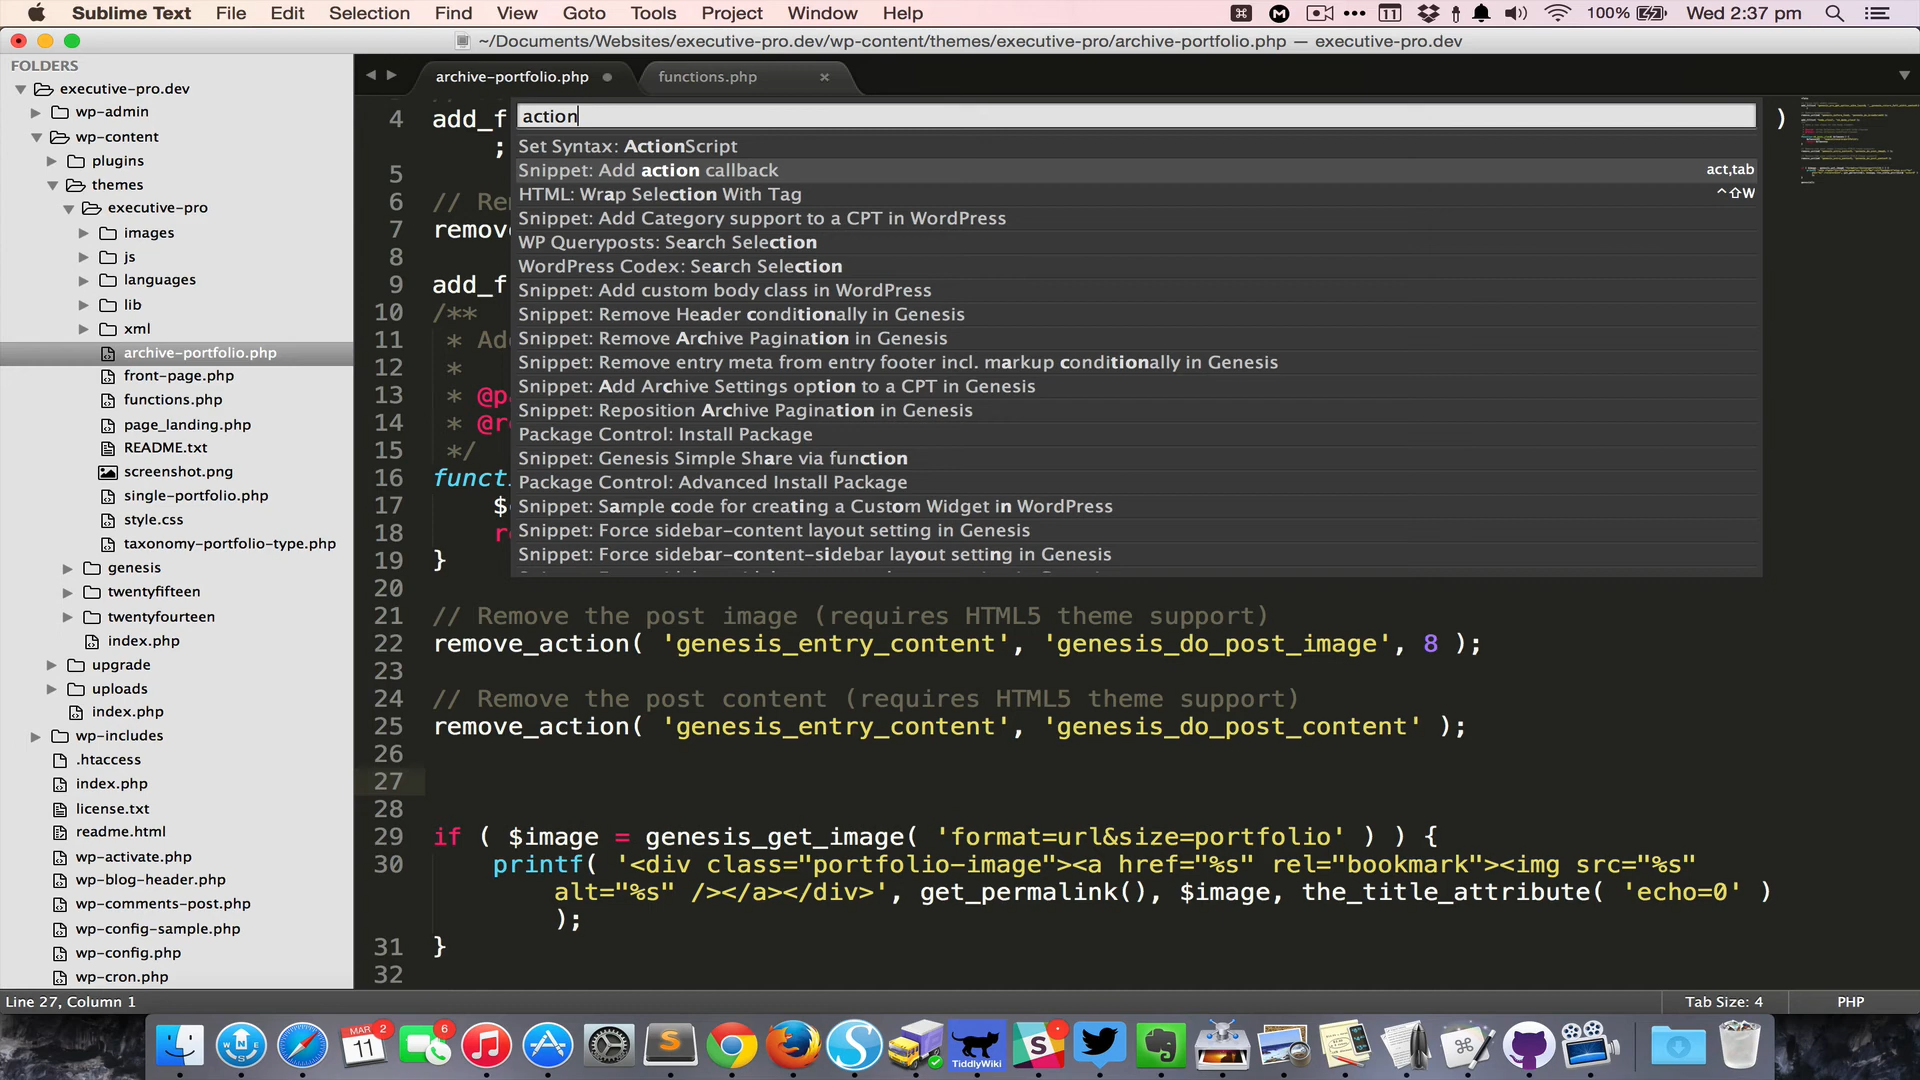 Sublime Text File Edit Selection Find View Goto Tools Project Window Help
11 100% Wed 2:37 pm
~/Documents/Websites/executive-pro.dev/wp-content/themes/executive-pro/archive-portfolio.php — executive-pro.dev
FOLDERS
executive-pro.dev
wp-admin
wp-content
plugins
themes
executive-pro
images
js
languages
lib
xml
archive-portfolio.php
front-page.php
functions.php
page_landing.php
README.txt
screenshot.png
single-portfolio.php
style.css
taxonomy-portfolio-type.php
genesis
twentyfifteen
twentyfourteen
index.php
upgrade
uploads
index.php
wp-includes
.htaccess
index.php
license.txt
readme.html
wp-activate.php
wp-blog-header.php
wp-comments-post.php
wp-config-sample.php
wp-config.php
wp-cron.php
archive-portfolio.php
functions.php ×
action
Set Syntax: ActionScript
Snippet: Add action callback act,tab
HTML: Wrap Selection With Tag ^⇧W
Snippet: Add Category support to a CPT in WordPress
WP Queryposts: Search Selection
WordPress Codex: Search Selection
Snippet: Add custom body class in WordPress
Snippet: Remove Header conditionally in Genesis
Snippet: Remove Archive Pagination in Genesis
Snippet: Remove entry meta from entry footer incl. markup conditionally in Genesis
Snippet: Add Archive Settings option to a CPT in Genesis
Snippet: Reposition Archive Pagination in Genesis
Package Control: Install Package
Snippet: Genesis Simple Share via function
Package Control: Advanced Install Package
Snippet: Sample code for creating a Custom Widget in WordPress
Snippet: Force sidebar-content layout setting in Genesis
Snippet: Force sidebar-content-sidebar layout setting in Genesis
4 add_f )
;
5
6 // Re
7 remov
8
9 add_f
10 /**
11 * Ad
12 *
13 * @p
14 * @r
15 */
16 funct
17 $
18 r
19 }
20
21 // Remove the post image (requires HTML5 theme support)
22 remove_action( 'genesis_entry_content', 'genesis_do_post_image', 8 );
23
24 // Remove the post content (requires HTML5 theme support)
25 remove_action( 'genesis_entry_content', 'genesis_do_post_content' );
26
27
28
29 if ( $image = genesis_get_image( 'format=url&size=portfolio' ) ) {
30 printf( '<div class="portfolio-image"><a href="%s" rel="bookmark"><img src="%s"
alt="%s" /></a></div>', get_permalink(), $image, the_title_attribute( 'echo=0' )
);
31 }
32
Line 27, Column 1 Tab Size: 4 PHP
MAR 11 2
6
TiddlyWiki